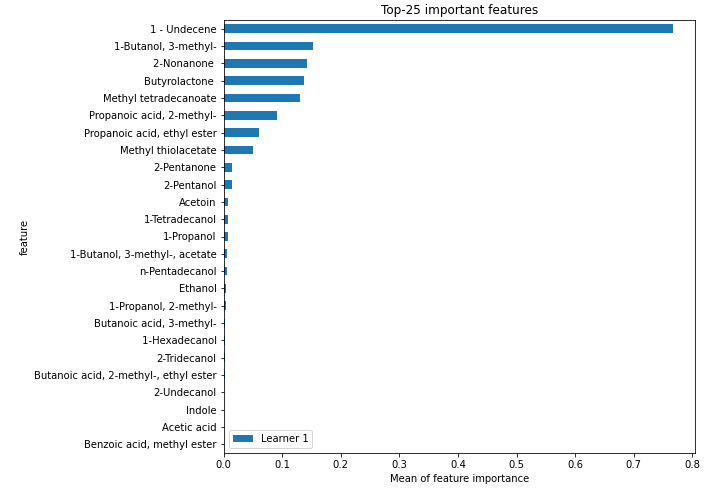 Top-25 important features
1 - Undecene
1-Butanol, 3-methyl-
2-Nonanone
Butyrolactone
Methyl tetradecanoate
Propanoic acid, 2-methyl-
Propanoic acid, ethyl ester
Methyl thiolacetate
2-Pentanone
2-Pentanol
Acetoin
1-Tetradecanol
1-Propanol
1-Butanol, 3-methyl-, acetate
n-Pentadecanol
Ethanol
1-Propanol, 2-methyl-
Butanoic acid, 3-methyl-
1-Hexadecanol
2-Tridecanol
Butanoic acid, 2-methyl-, ethyl ester
2-Undecanol
Indole
Acetic acid
Benzoic acid, methyl ester
feature
Learner 1
0.0 0.1 0.2 0.3 0.4 0.5 0.6 0.7 0.8
Mean of feature importance